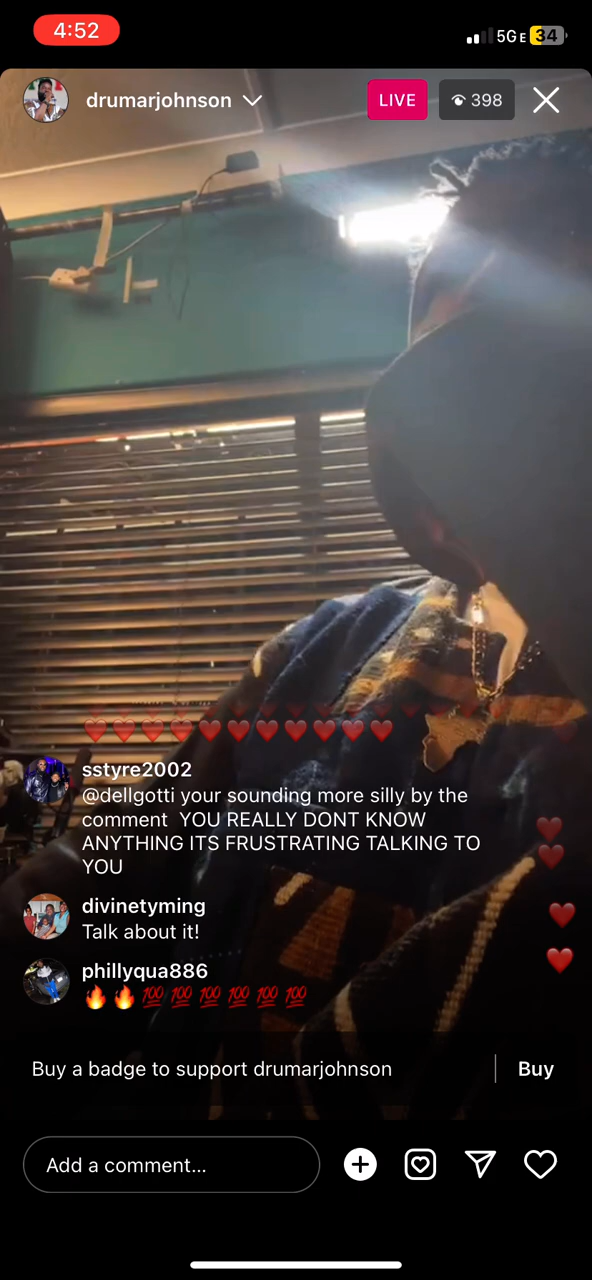 4:52
5GE 34
drumarjohnson
LIVE
398
sstyre2002
@dellgotti your sounding more silly by the
comment YOU REALLY DONT KNOW
ANYTHING ITS FRUSTRATING TALKING TO
YOU
divinetyming
Talk about it!
phillyqua886
🔥🔥💯💯💯💯💯💯
Buy a badge to support drumarjohnson
Buy
Add a comment...